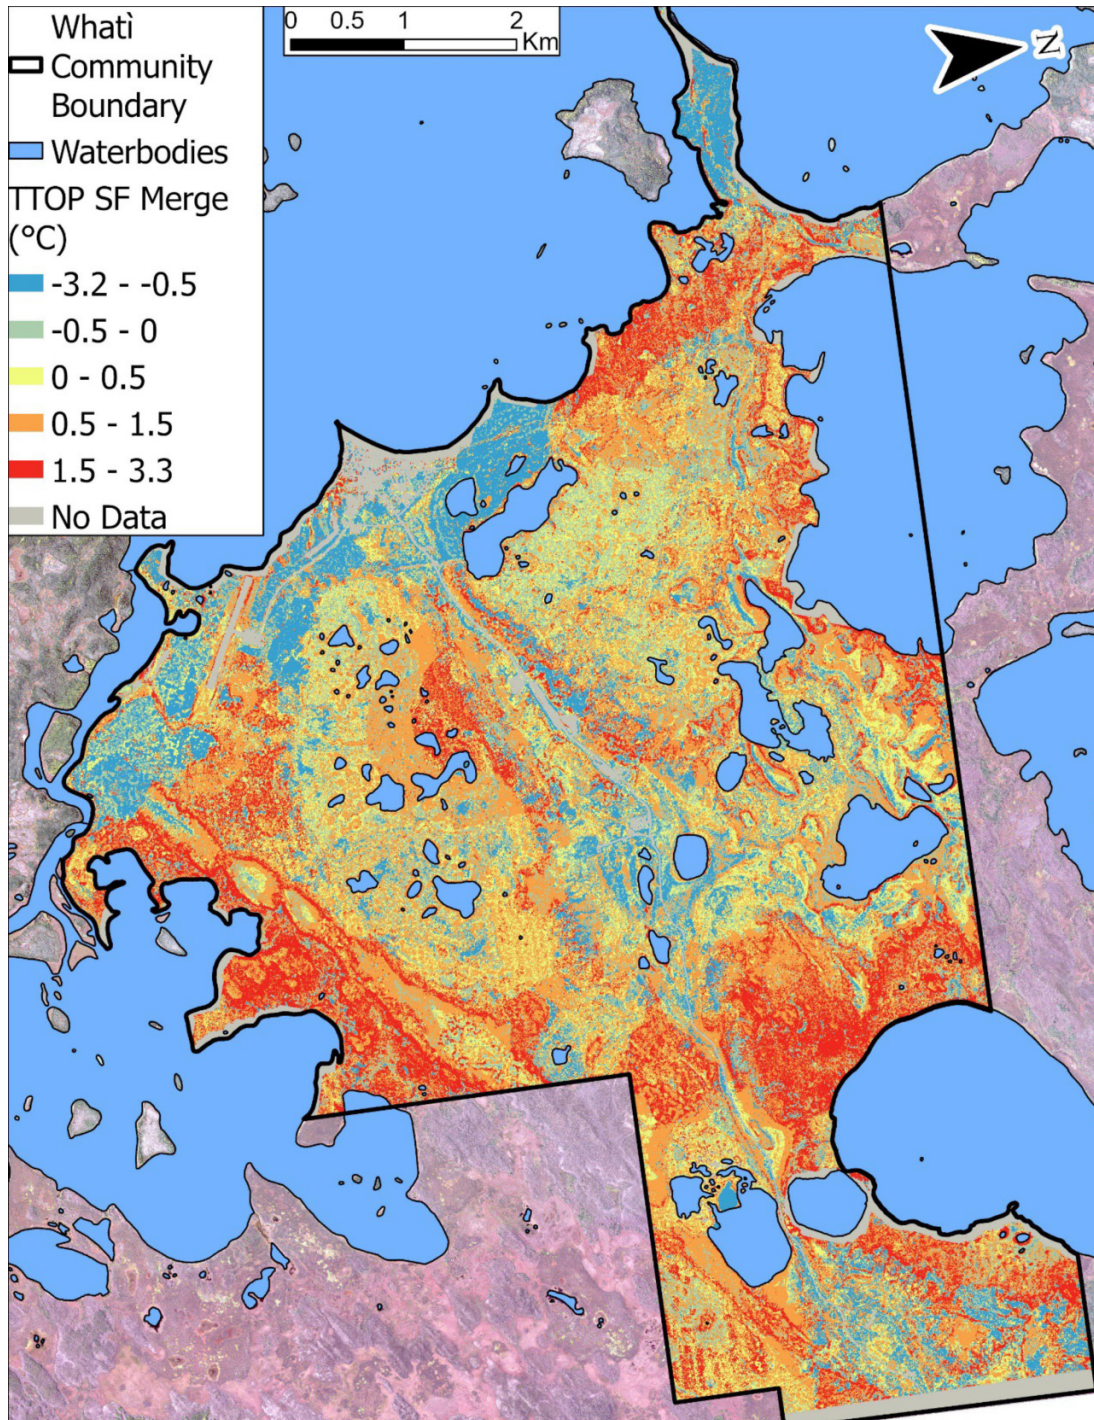 Whatì
Community
Boundary
Waterbodies
TTOP SF Merge
(°C)
-3.2 - -0.5
-0.5 - 0
0 - 0.5
0.5 - 1.5
1.5 - 3.3
No Data
0 0.5 1 2
Km
N